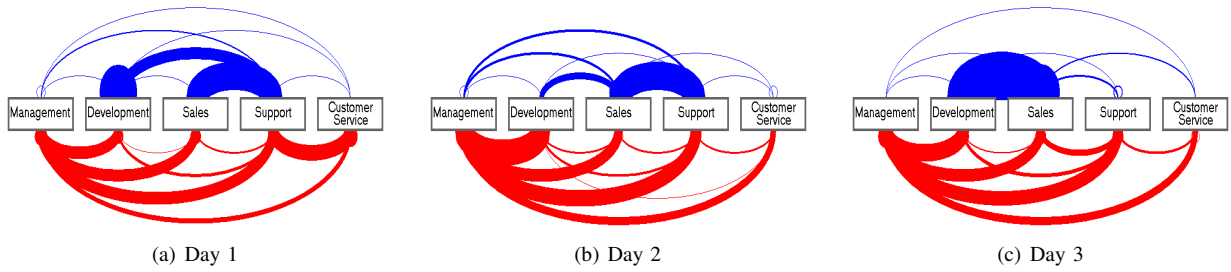 Management Development Sales Support Customer Service
Management Development Sales Support Customer Service
Management Development Sales Support Customer Service
(a) Day 1
(b) Day 2
(c) Day 3